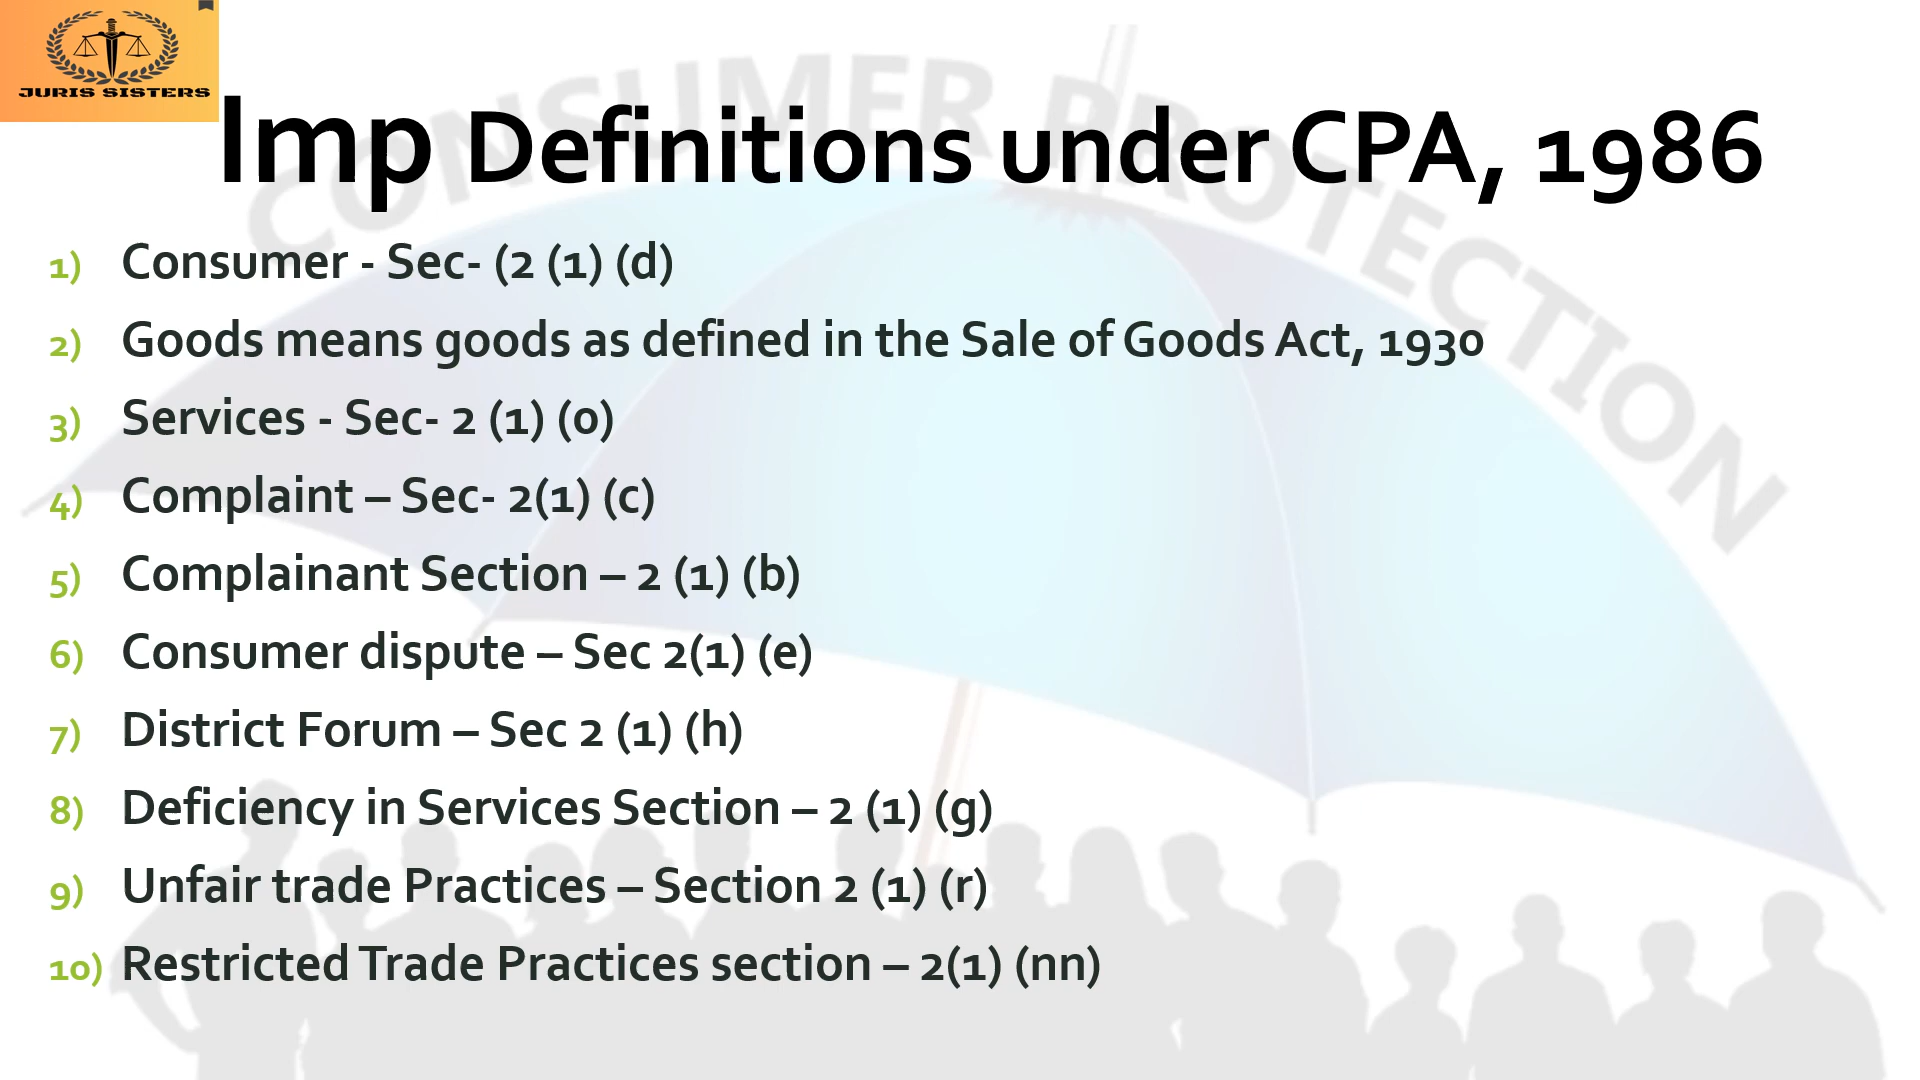 JURIS SISTERS
CONSUMER PROTECTION
Imp Definitions under CPA, 1986
1) Consumer - Sec- (2 (1) (d)
2) Goods means goods as defined in the Sale of Goods Act, 1930
3) Services - Sec- 2 (1) (o)
4) Complaint – Sec- 2(1) (c)
5) Complainant Section – 2 (1) (b)
6) Consumer dispute – Sec 2(1) (e)
7) District Forum – Sec 2 (1) (h)
8) Deficiency in Services Section – 2 (1) (g)
9) Unfair trade Practices – Section 2 (1) (r)
10) Restricted Trade Practices section – 2(1) (nn)